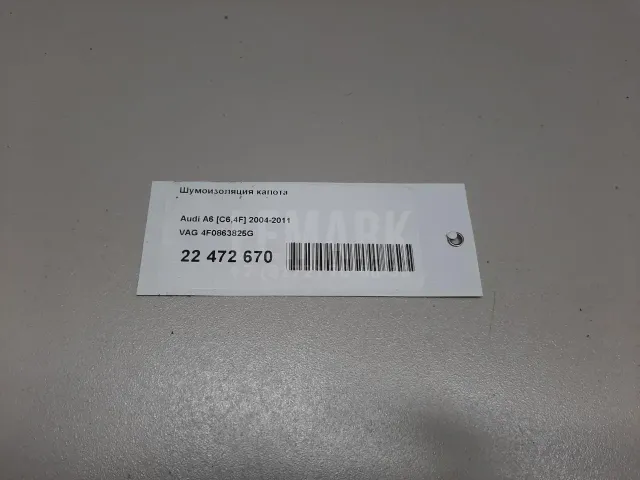 Шумоизоляция капота
Audi A6 [C6,4F] 2004-2011
VAG 4F0863825G
22 472 670